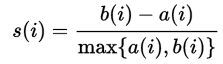 s(i) = \frac{b(i) - a(i)}{\max\{a(i), b(i)\}}